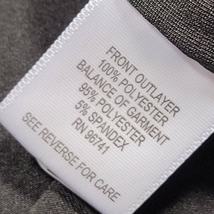 FRONT OUTLAYER
100% POLYESTER
BALANCE OF GARMENT
95% POLYESTER
5% SPANDEX
RN 96741
SEE REVERSE FOR CARE